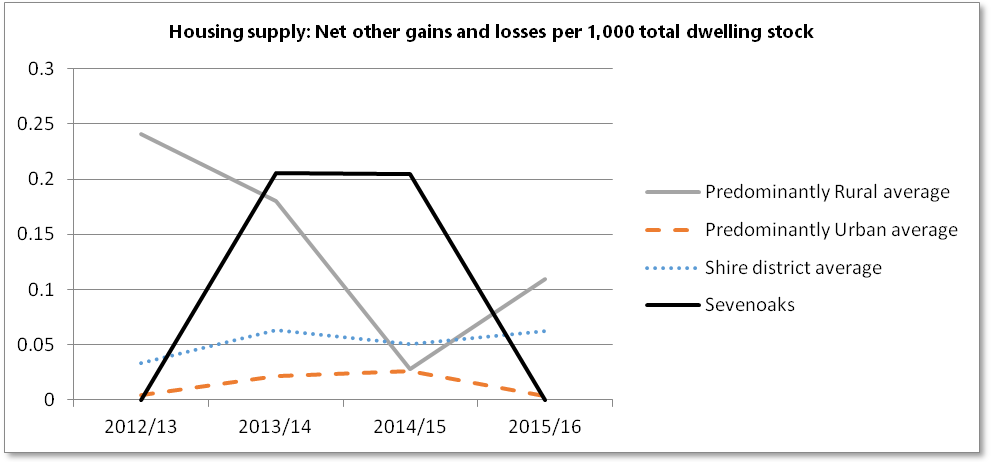 Housing supply: Net other gains and losses per 1,000 total dwelling stock
0.3
0.25
0.2
0.15
0.1
0.05
0
2012/13 2013/14 2014/15 2015/16
Predominantly Rural average
Predominantly Urban average
Shire district average
Sevenoaks